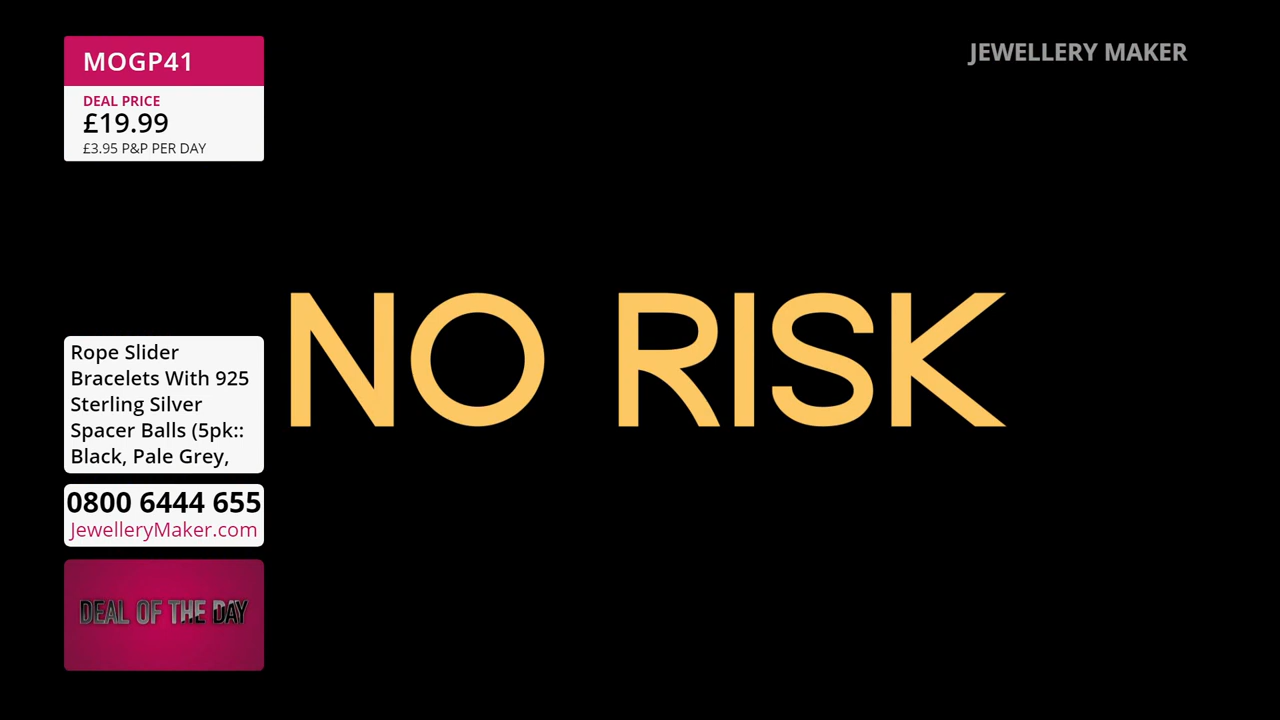 MOGP41
DEAL PRICE
£19.99
£3.95 P&P PER DAY
JEWELLERY MAKER
NO RISK
Rope Slider
Bracelets With 925
Sterling Silver
Spacer Balls (5pk::
Black, Pale Grey,
0800 6444 655
JewelleryMaker.com
DEAL OF THE DAY